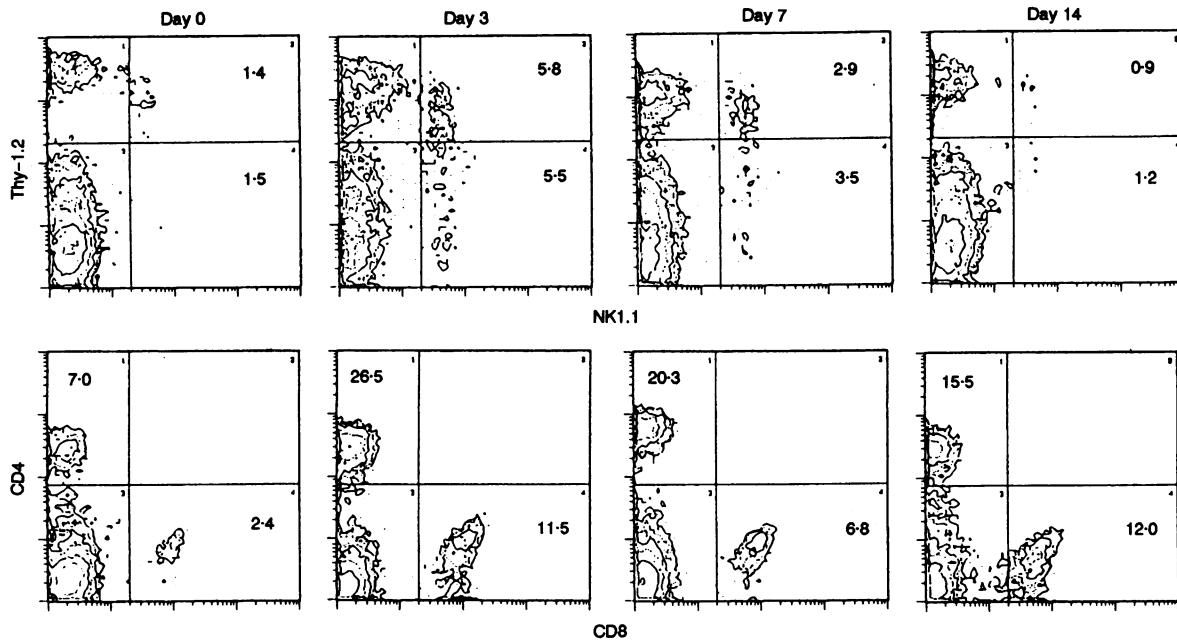 Day 0 Day 3 Day 7 Day 14
Thy-1.2
1·4 5·8 2·9 0·9
1·5 5·5 3·5 1·2
NK1.1
7·0 26·5 20·3 15·5
CD4
2·4 11·5 6·8 12·0
CD8